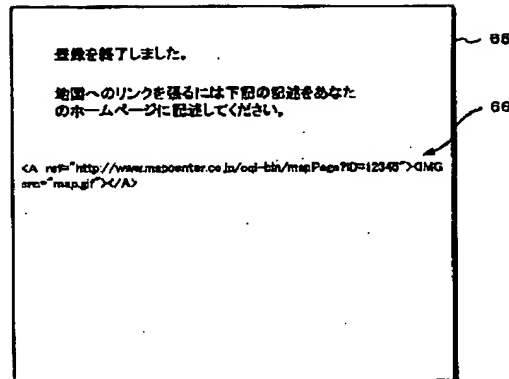 登録を終了しました。
65
地図へのリンクを張るには下記の記述をあなた
のホームページに記述してください。
66
<A ref="http://www.mapcenter.co.jp/cgi-bin/mapPage?ID=12345"><IMG
src="map.gif"></A>